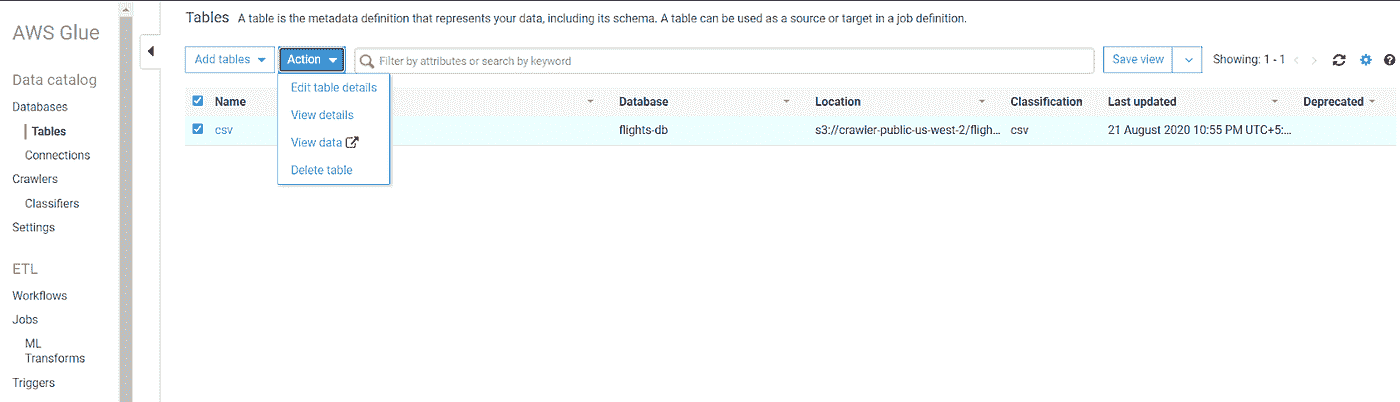 AWS Glue
Data catalog
Databases
Tables
Connections
Crawlers
Classifiers
Settings
ETL
Workflows
Jobs
ML
Transforms
Triggers
Tables A table is the metadata definition that represents your data, including its schema. A table can be used as a source or target in a job definition.
Add tables Action Filter by attributes or search by keyword Save view Showing: 1 - 1
Edit table details
View details
View data
Delete table
Name Database Location Classification Last updated Deprecated
csv flights-db s3://crawler-public-us-west-2/fligh... csv 21 August 2020 10:55 PM UTC+5:...